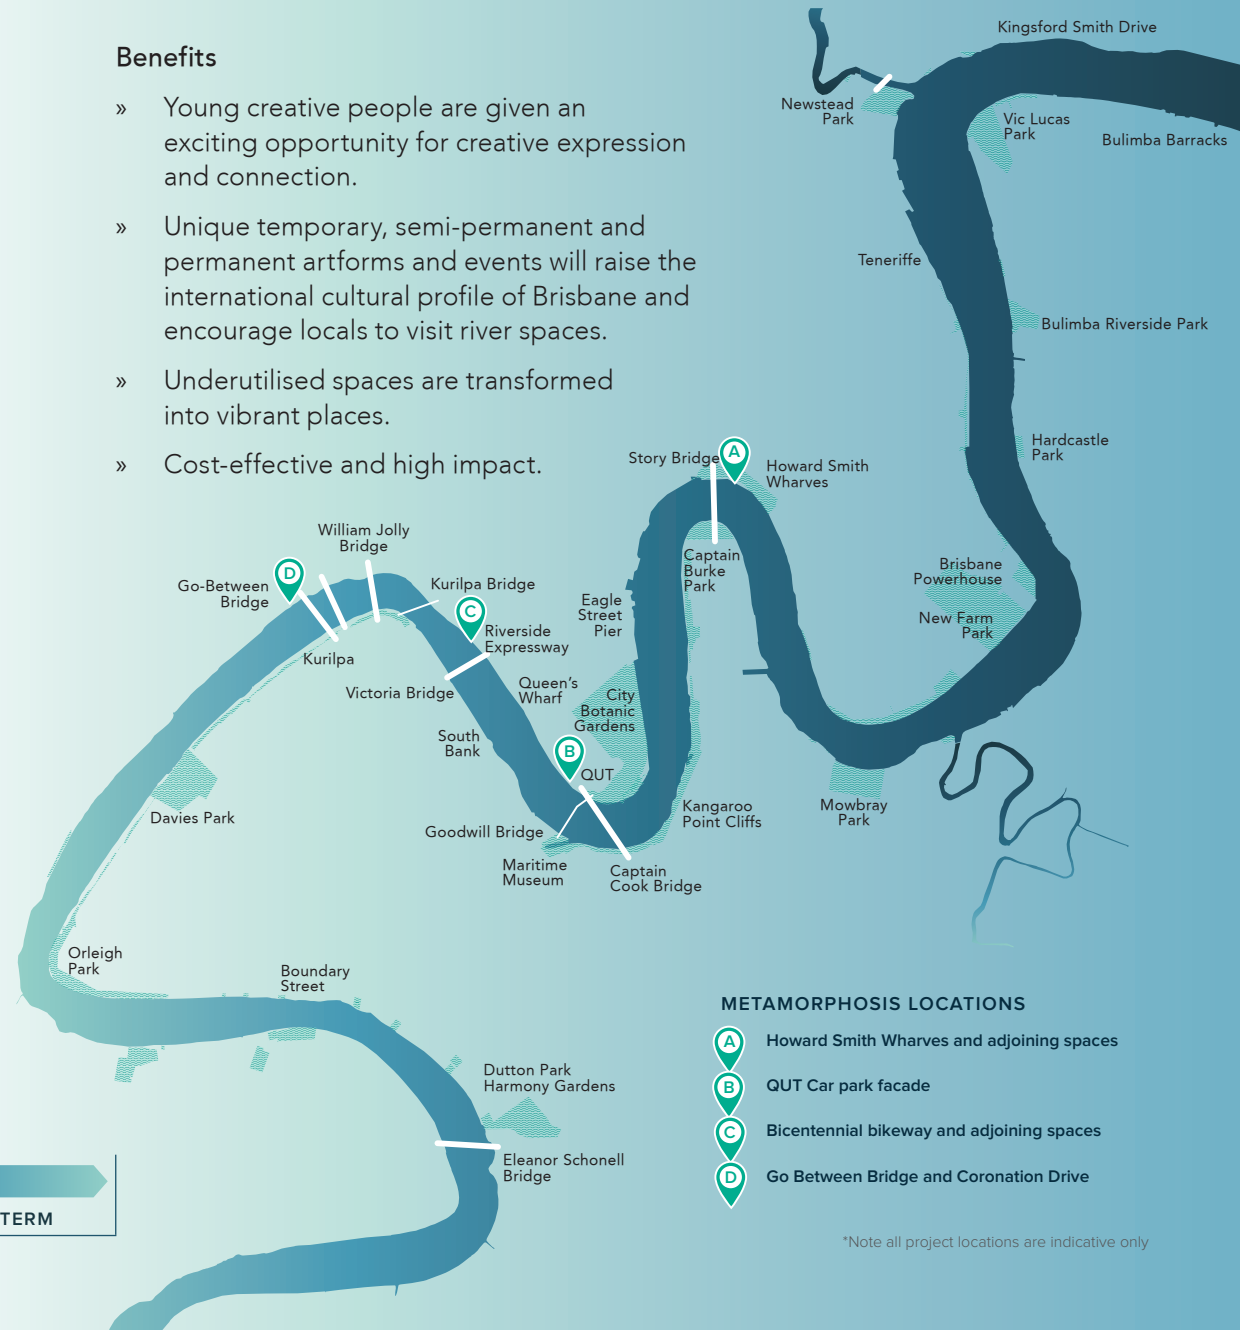 Benefits
» Young creative people are given an
exciting opportunity for creative expression
and connection.
» Unique temporary, semi-permanent and
permanent artforms and events will raise the
international cultural profile of Brisbane and
encourage locals to visit river spaces.
» Underutilised spaces are transformed
into vibrant places.
» Cost-effective and high impact.
Kingsford Smith Drive
Newstead
Park
Vic Lucas
Park
Bulimba Barracks
Teneriffe
Bulimba Riverside Park
Hardcastle
Park
Story Bridge
A
Howard Smith
Wharves
William Jolly
Bridge
D
Go-Between
Bridge
Kurilpa Bridge
C
Riverside
Expressway
Kurilpa
Victoria Bridge
Queen's
Wharf
Captain
Burke
Park
Eagle
Street
Pier
Brisbane
Powerhouse
New Farm
Park
City
Botanic
Gardens
South
Bank
B
QUT
Davies Park
Goodwill Bridge
Kangaroo
Point Cliffs
Mowbray
Park
Maritime
Museum
Captain
Cook Bridge
Orleigh
Park
Boundary
Street
Dutton Park
Harmony Gardens
Eleanor Schonell
Bridge
TERM
METAMORPHOSIS LOCATIONS
A Howard Smith Wharves and adjoining spaces
B QUT Car park facade
C Bicentennial bikeway and adjoining spaces
D Go Between Bridge and Coronation Drive
*Note all project locations are indicative only